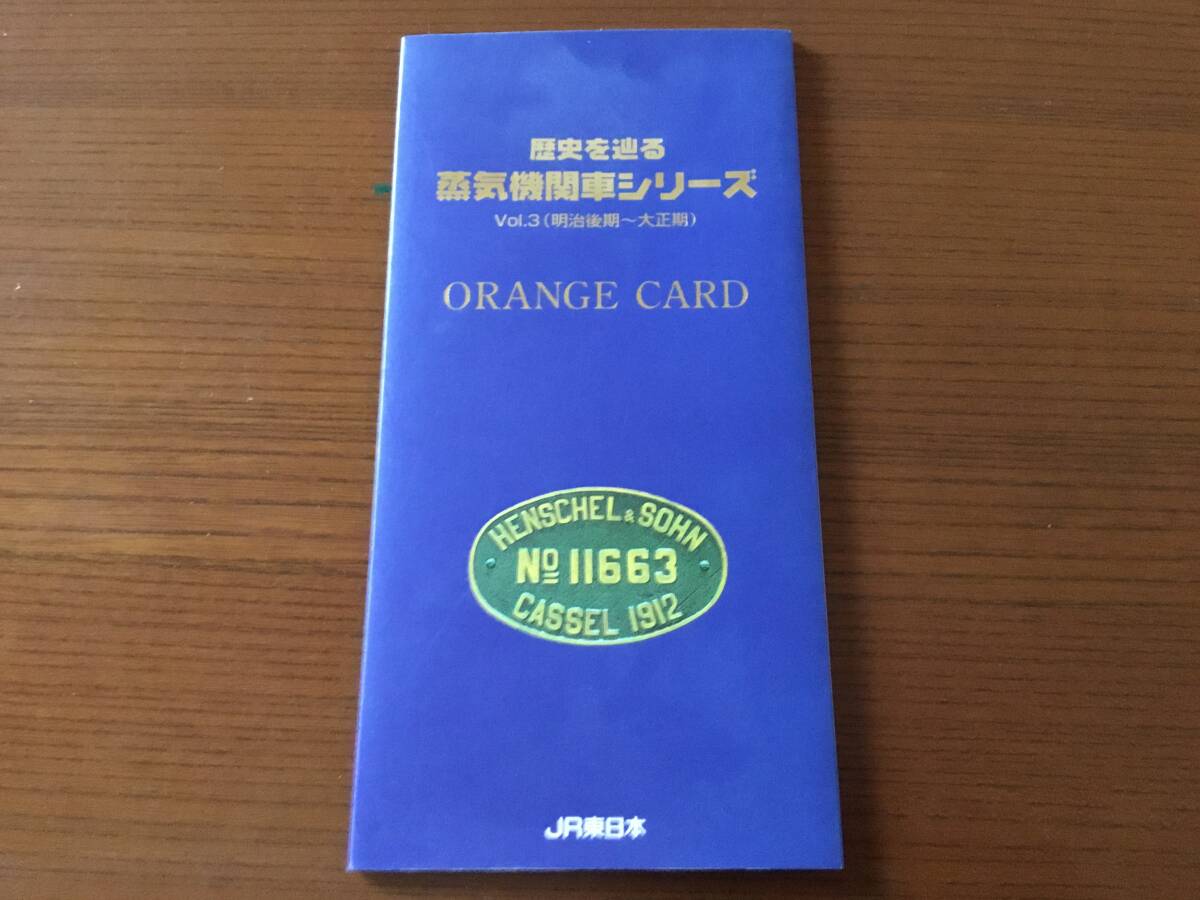 歴史を辿る
蒸気機関車シリーズ
Vol.3(明治後期～大正期)
ORANGE CARD
HENSCHEL & SOHN
No 11663
CASSEL 1912
JR東日本